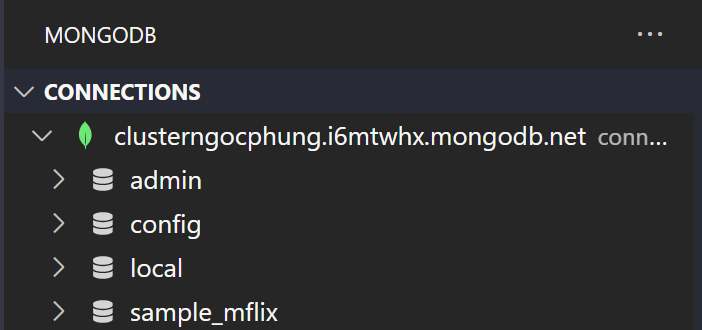 MONGODB
CONNECTIONS
clusterngocphung.i6mtwhx.mongodb.net conn...
admin
config
local
sample_mflix